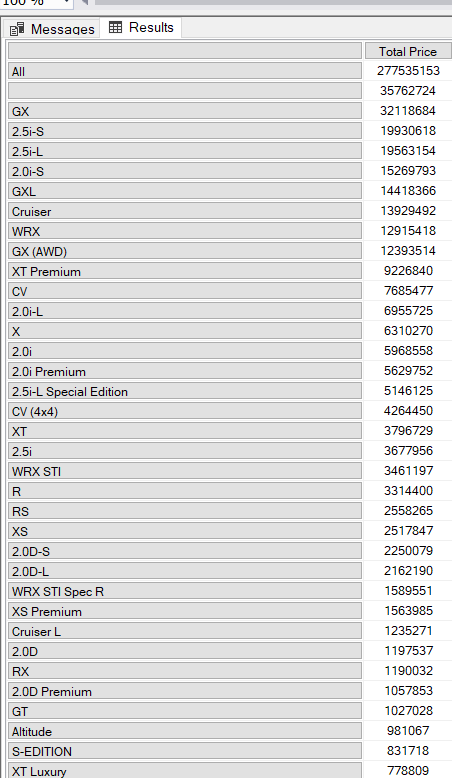 100 %
Messages Results
Total Price
All 277535153
35762724
GX 32118684
2.5i-S 19930618
2.5i-L 19563154
2.0i-S 15269793
GXL 14418366
Cruiser 13929492
WRX 12915418
GX (AWD) 12393514
XT Premium 9226840
CV 7685477
2.0i-L 6955725
X 6310270
2.0i 5968558
2.0i Premium 5629752
2.5i-L Special Edition 5146125
CV (4x4) 4264450
XT 3796729
2.5i 3677956
WRX STI 3461197
R 3314400
RS 2558265
XS 2517847
2.0D-S 2250079
2.0D-L 2162190
WRX STI Spec R 1589551
XS Premium 1563985
Cruiser L 1235271
2.0D 1197537
RX 1190032
2.0D Premium 1057853
GT 1027028
Altitude 981067
S-EDITION 831718
XT Luxury 778809